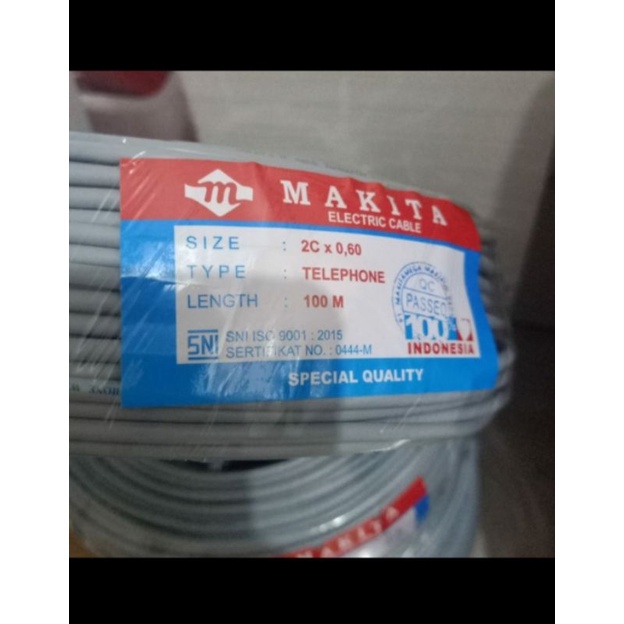 m MAKiTA
ELECTRIC CABLE
SIZE : 2C x 0,60
TYPE : TELEPHONE
LENGTH : 100 M
SNI SNI ISO 9001 : 2015
SERTIFIKAT NO. : 0444-M
QC
PASSED
100%
INDONESIA
SPECIAL QUALITY
MAKiTA